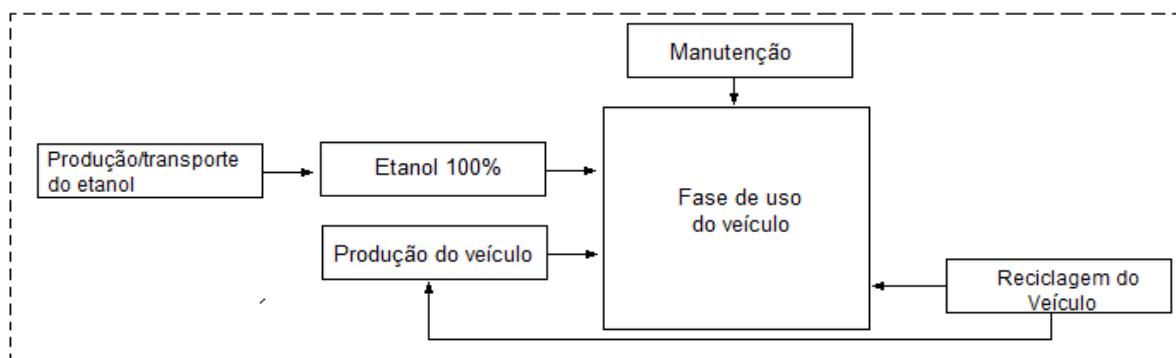 Manutenção
Produção/transporte
do etanol
Etanol 100%
Fase de uso
do veículo
Produção do veículo
Reciclagem do
Veículo